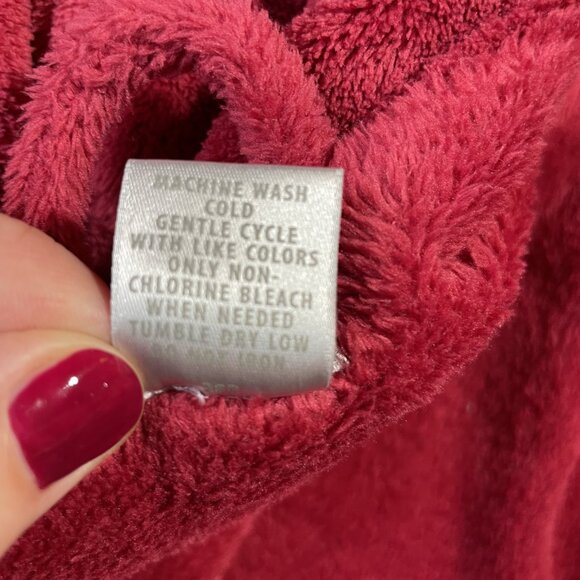 MACHINE WASH
COLD
GENTLE CYCLE
WITH LIKE COLORS
ONLY NON-
CHLORINE BLEACH
WHEN NEEDED
TUMBLE DRY LOW
DO NOT IRON